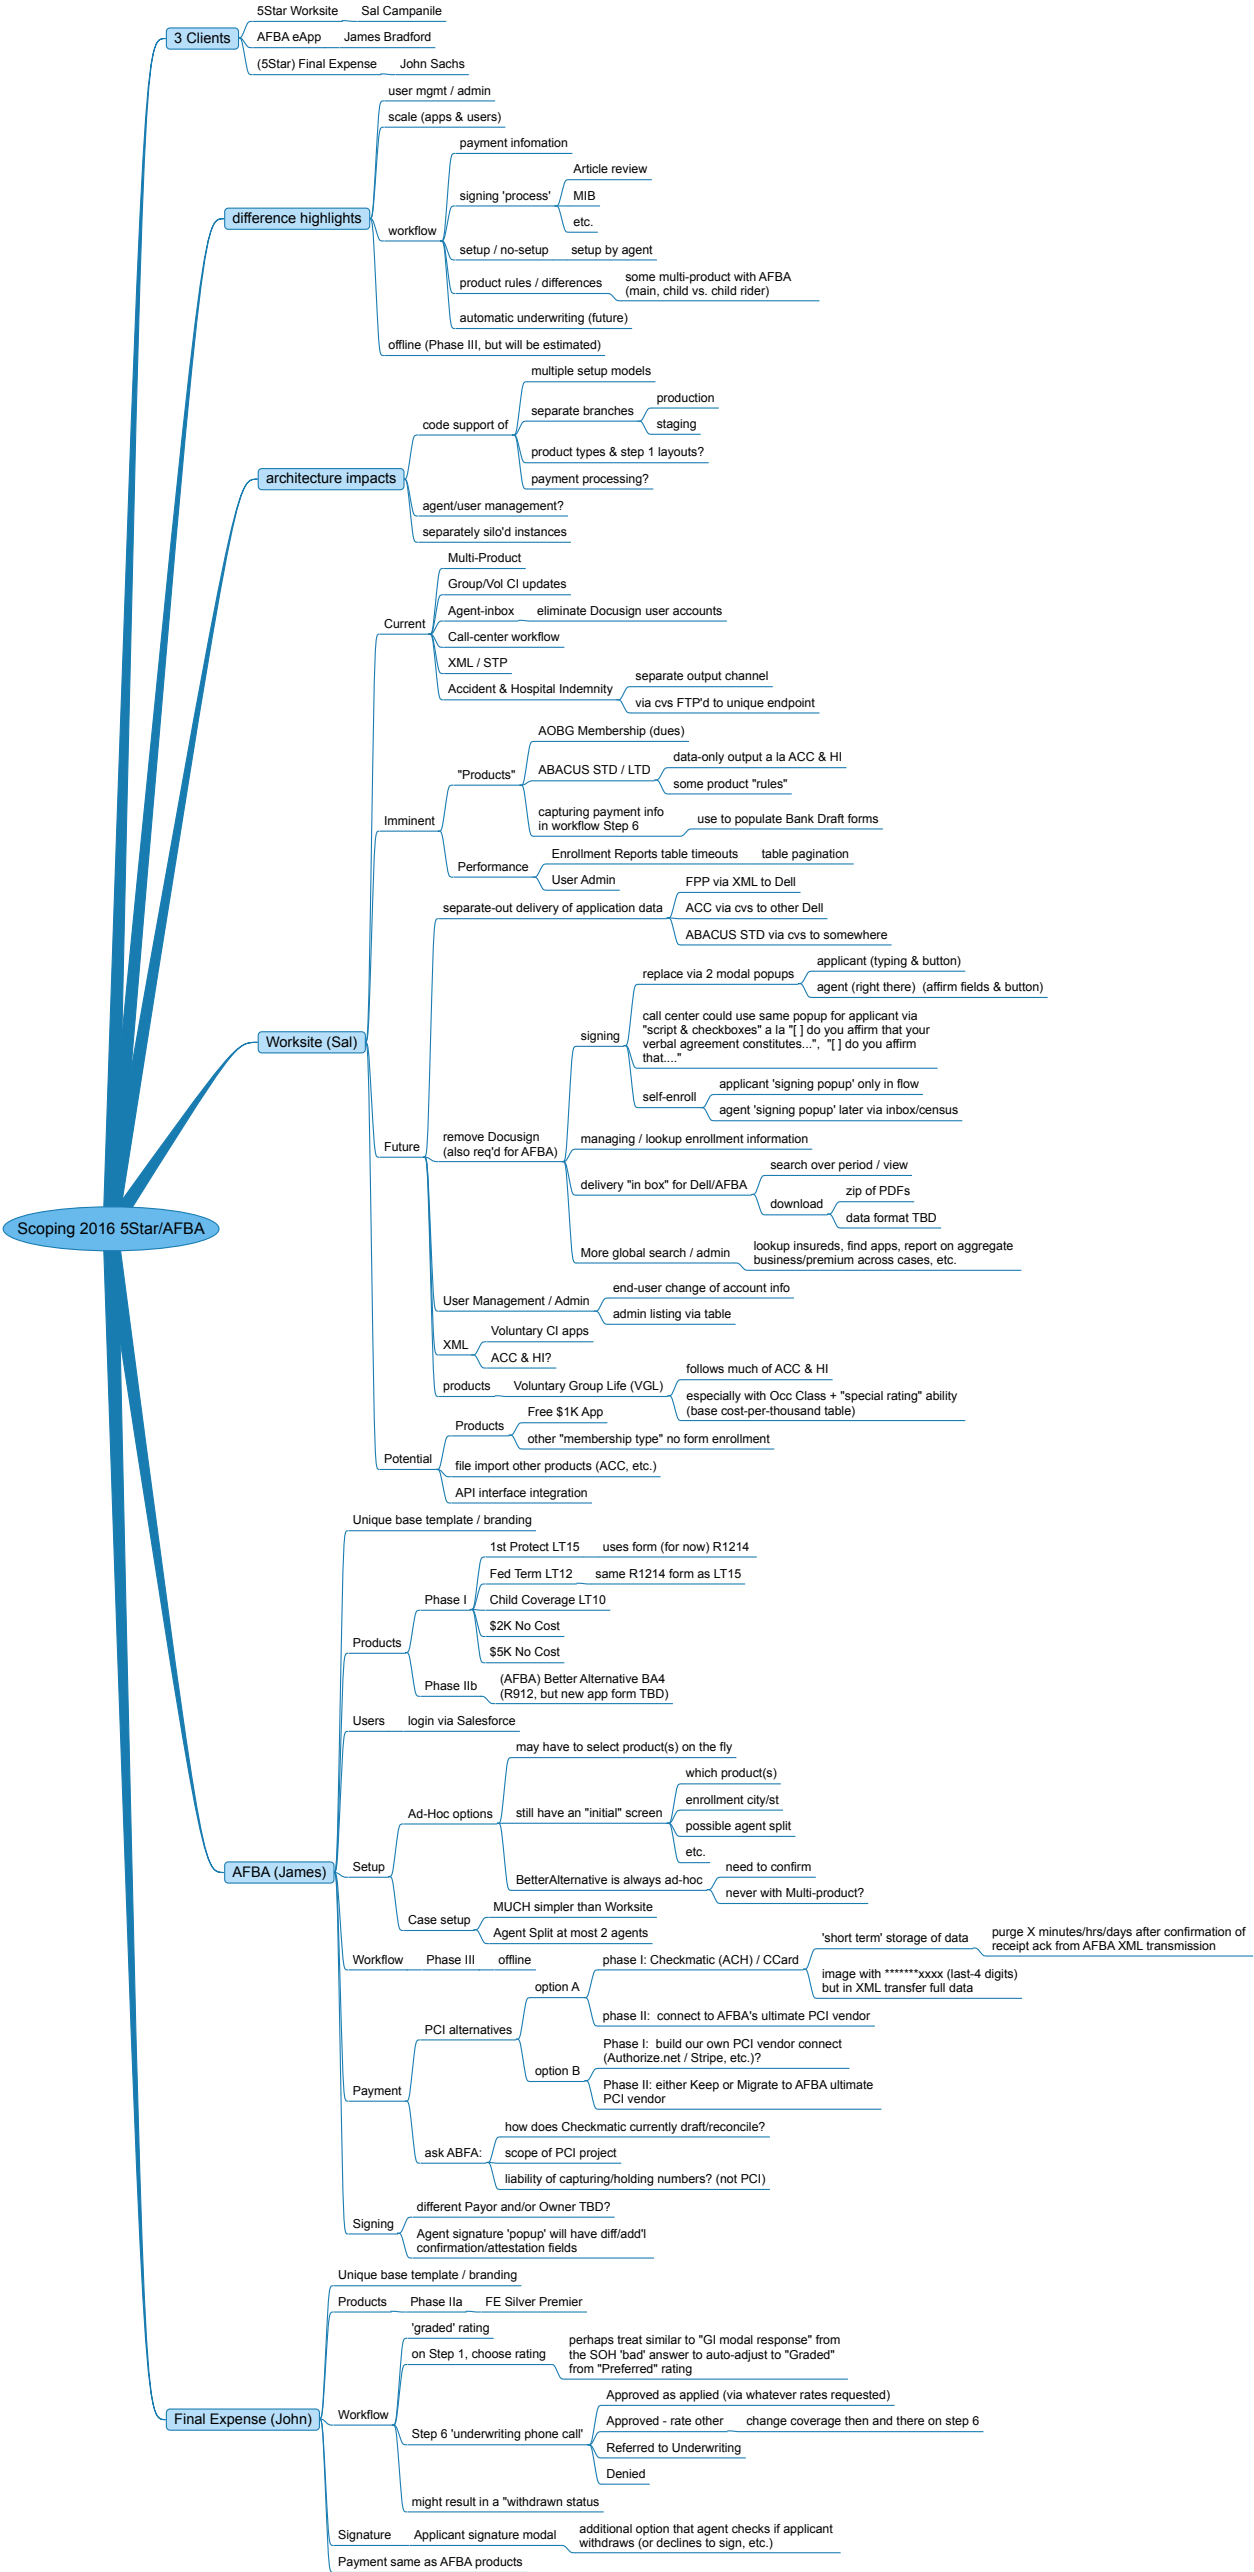 3 Clients
5Star Worksite
Sal Campanile
AFBA eApp
James Bradford
(5Star) Final Expense
John Sachs
difference highlights
user mgmt / admin
scale (apps & users)
workflow
payment infomation
signing 'process'
Article review
MIB
etc.
setup / no-setup
setup by agent
product rules / differences
some multi-product with AFBA
(main, child vs. child rider)
automatic underwriting (future)
offline (Phase III, but will be estimated)
architecture impacts
code support of
multiple setup models
separate branches
production
staging
product types & step 1 layouts?
payment processing?
agent/user management?
separately silo'd instances
Scoping 2016 5Star/AFBA
Worksite (Sal)
Current
Multi-Product
Group/Vol CI updates
Agent-inbox
eliminate Docusign user accounts
Call-center workflow
XML / STP
Accident & Hospital Indemnity
separate output channel
via cvs FTP'd to unique endpoint
Imminent
"Products"
AOBG Membership (dues)
ABACUS STD / LTD
data-only output a la ACC & HI
some product "rules"
capturing payment info
in workflow Step 6
use to populate Bank Draft forms
Performance
Enrollment Reports table timeouts
table pagination
User Admin
Future
separate-out delivery of application data
FPP via XML to Dell
ACC via cvs to other Dell
ABACUS STD via cvs to somewhere
remove Docusign
(also req'd for AFBA)
signing
replace via 2 modal popups
applicant (typing & button)
agent (right there)  (affirm fields & button)
call center could use same popup for applicant via
"script & checkboxes" a la "[ ] do you affirm that your
verbal agreement constitutes...",  "[ ] do you affirm
that...."
self-enroll
applicant 'signing popup' only in flow
agent 'signing popup' later via inbox/census
managing / lookup enrollment information
delivery "in box" for Dell/AFBA
search over period / view
download
zip of PDFs
data format TBD
More global search / admin
lookup insureds, find apps, report on aggregate
business/premium across cases, etc.
User Management / Admin
end-user change of account info
admin listing via table
XML
Voluntary CI apps
ACC & HI?
products
Voluntary Group Life (VGL)
follows much of ACC & HI
especially with Occ Class + "special rating" ability
(base cost-per-thousand table)
Potential
Products
Free $1K App
other "membership type" no form enrollment
file import other products (ACC, etc.)
API interface integration
AFBA (James)
Unique base template / branding
Products
Phase I
1st Protect LT15
uses form (for now) R1214
Fed Term LT12
same R1214 form as LT15
Child Coverage LT10
$2K No Cost
$5K No Cost
Phase IIb
(AFBA) Better Alternative BA4
(R912, but new app form TBD)
Users
login via Salesforce
Setup
Ad-Hoc options
may have to select product(s) on the fly
still have an "initial" screen
which product(s)
enrollment city/st
possible agent split
etc.
BetterAlternative is always ad-hoc
need to confirm
never with Multi-product?
Case setup
MUCH simpler than Worksite
Agent Split at most 2 agents
Workflow
Phase III
offline
Payment
PCI alternatives
option A
phase I: Checkmatic (ACH) / CCard
'short term' storage of data
purge X minutes/hrs/days after confirmation of
receipt ack from AFBA XML transmission
image with *******xxxx (last-4 digits)
but in XML transfer full data
phase II:  connect to AFBA's ultimate PCI vendor
option B
Phase I:  build our own PCI vendor connect
(Authorize.net / Stripe, etc.)?
Phase II: either Keep or Migrate to AFBA ultimate
PCI vendor
ask ABFA:
how does Checkmatic currently draft/reconcile?
scope of PCI project
liability of capturing/holding numbers? (not PCI)
Signing
different Payor and/or Owner TBD?
Agent signature 'popup' will have diff/add'l
confirmation/attestation fields
Final Expense (John)
Unique base template / branding
Products
Phase IIa
FE Silver Premier
Workflow
'graded' rating
on Step 1, choose rating
perhaps treat similar to "GI modal response" from
the SOH 'bad' answer to auto-adjust to "Graded"
from "Preferred" rating
Step 6 'underwriting phone call'
Approved as applied (via whatever rates requested)
Approved - rate other
change coverage then and there on step 6
Referred to Underwriting
Denied
might result in a "withdrawn status
Signature
Applicant signature modal
additional option that agent checks if applicant
withdraws (or declines to sign, etc.)
Payment same as AFBA products